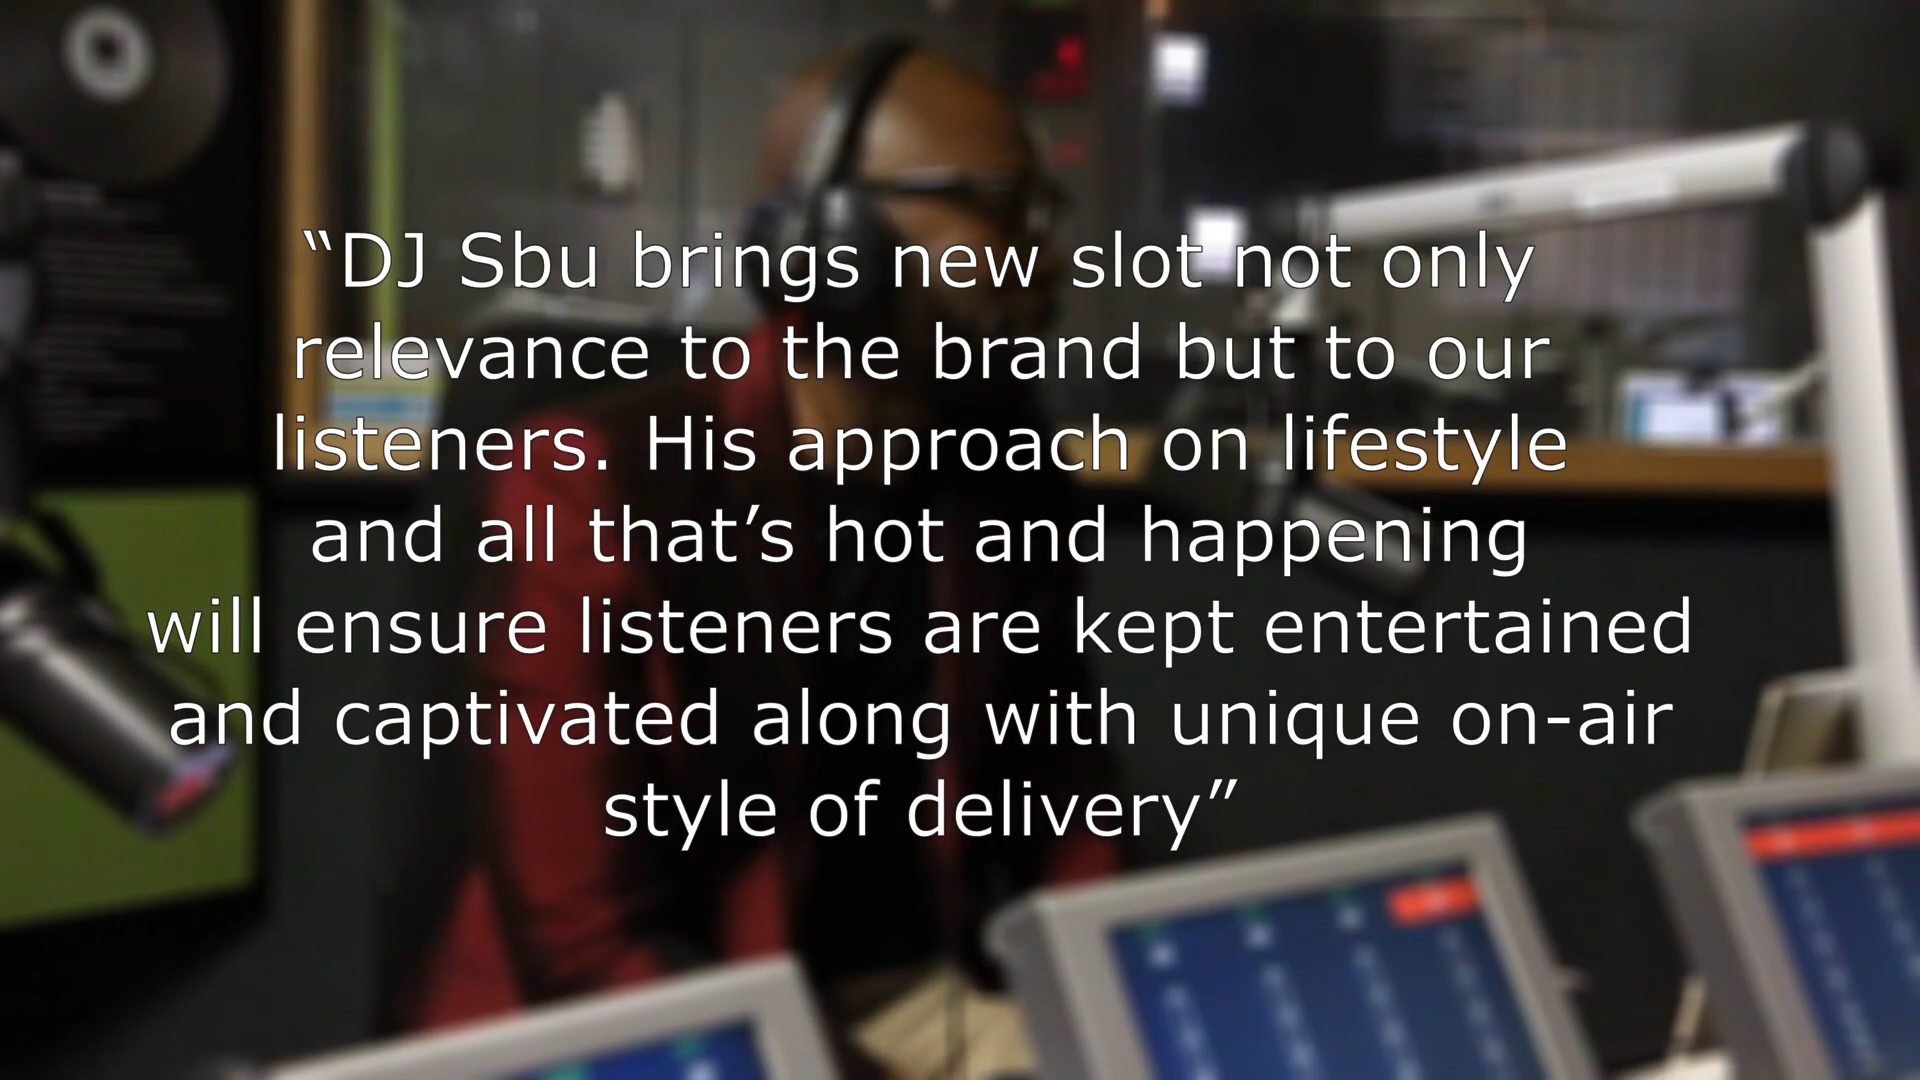 “DJ Sbu brings new slot not only
relevance to the brand but to our
listeners. His approach on lifestyle
and all that’s hot and happening
will ensure listeners are kept entertained
and captivated along with unique on-air
style of delivery”